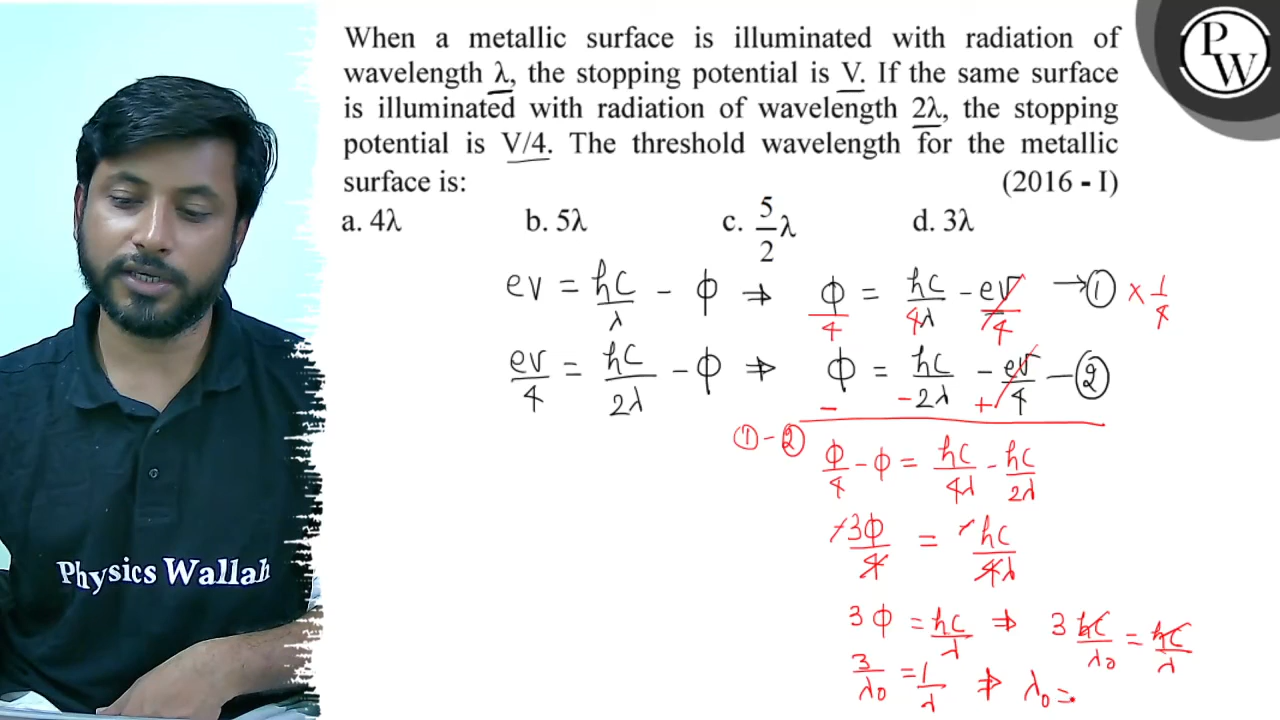 When a metallic surface is illuminated with radiation of
wavelength λ, the stopping potential is V. If the same surface
is illuminated with radiation of wavelength 2λ, the stopping
potential is V/4. The threshold wavelength for the metallic
surface is: (2016 - I)
a. 4λ b. 5λ c. 5/2 λ d. 3λ
ev = hc/λ - ϕ ⇒ ϕ/4 = hc/4λ - ev/4 → ① × 1/4
ev/4 = hc/2λ - ϕ ⇒ ϕ = hc/2λ - ev/4 - ②
- - +
① - ② ϕ/4 - ϕ = hc/4λ - hc/2λ
-3ϕ/4 = -hc/4λ
3ϕ = hc/λ ⇒ 3 hc/λ₀ = hc/λ
3/λ₀ = 1/λ ⇒ λ₀ =
PW
Physics Wallah